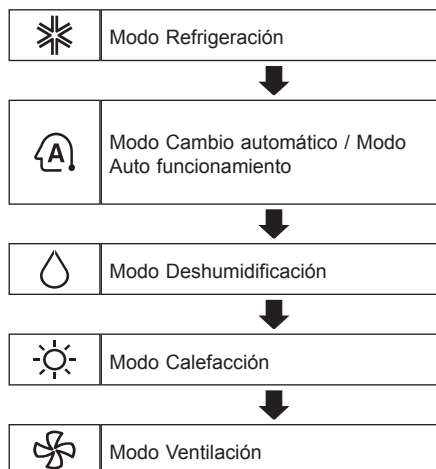 Modo Refrigeración
A
Modo Cambio automático / Modo
Auto funcionamiento
Modo Deshumidificación
Modo Calefacción
Modo Ventilación